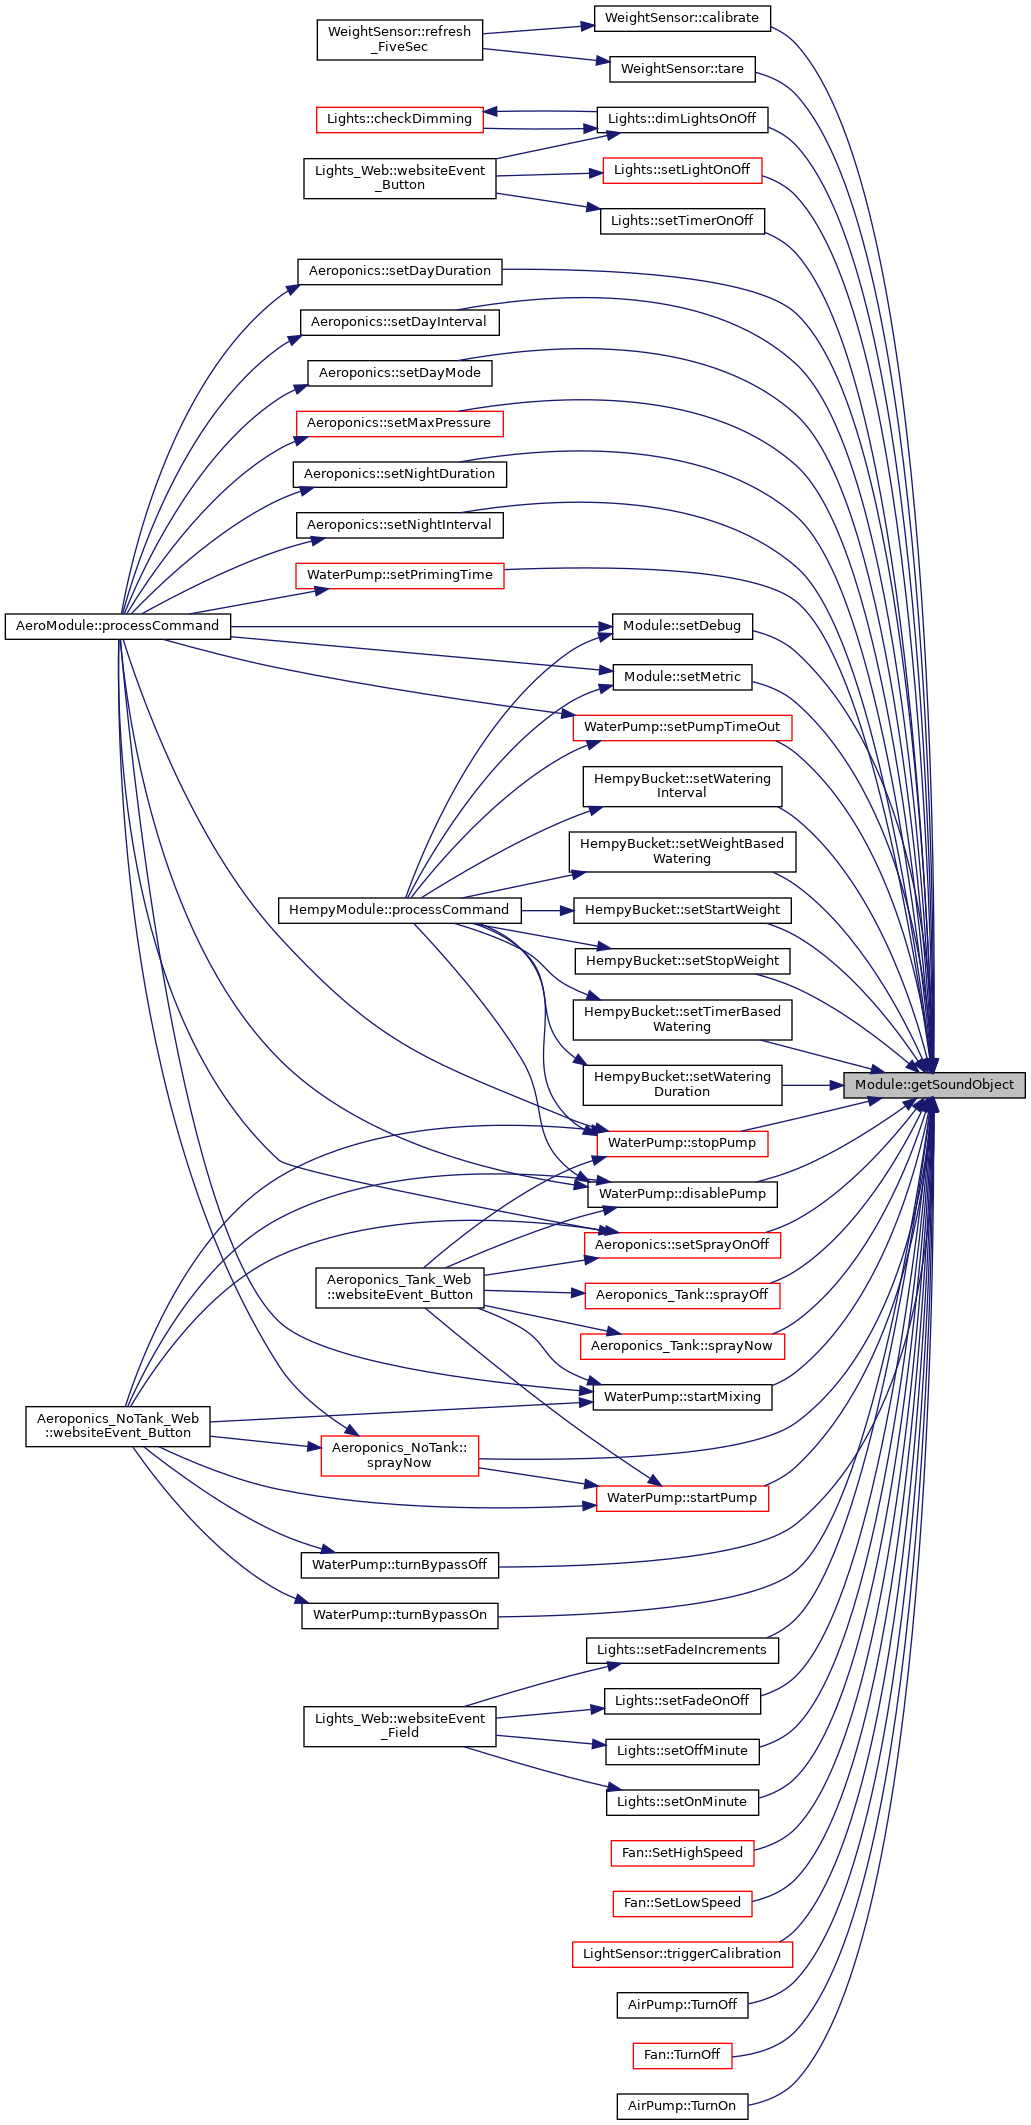 WeightSensor::calibrate
WeightSensor::refresh
_FiveSec
WeightSensor::tare
Lights::checkDimming
Lights::dimLightsOnOff
Lights_Web::websiteEvent
_Button
Lights::setLightOnOff
Lights::setTimerOnOff
Aeroponics::setDayDuration
Aeroponics::setDayInterval
Aeroponics::setDayMode
Aeroponics::setMaxPressure
Aeroponics::setNightDuration
Aeroponics::setNightInterval
WaterPump::setPrimingTime
AeroModule::processCommand
Module::setDebug
Module::setMetric
WaterPump::setPumpTimeOut
HempyBucket::setWatering
Interval
HempyBucket::setWeightBased
Watering
HempyModule::processCommand
HempyBucket::setStartWeight
HempyBucket::setStopWeight
HempyBucket::setTimerBased
Watering
HempyBucket::setWatering
Duration
Module::getSoundObject
WaterPump::stopPump
WaterPump::disablePump
Aeroponics::setSprayOnOff
Aeroponics_Tank_Web
::websiteEvent_Button
Aeroponics_Tank::sprayOff
Aeroponics_Tank::sprayNow
WaterPump::startMixing
Aeroponics_NoTank_Web
::websiteEvent_Button
Aeroponics_NoTank::
sprayNow
WaterPump::startPump
WaterPump::turnBypassOff
WaterPump::turnBypassOn
Lights::setFadeIncrements
Lights::setFadeOnOff
Lights_Web::websiteEvent
_Field
Lights::setOffMinute
Lights::setOnMinute
Fan::SetHighSpeed
Fan::SetLowSpeed
LightSensor::triggerCalibration
AirPump::TurnOff
Fan::TurnOff
AirPump::TurnOn